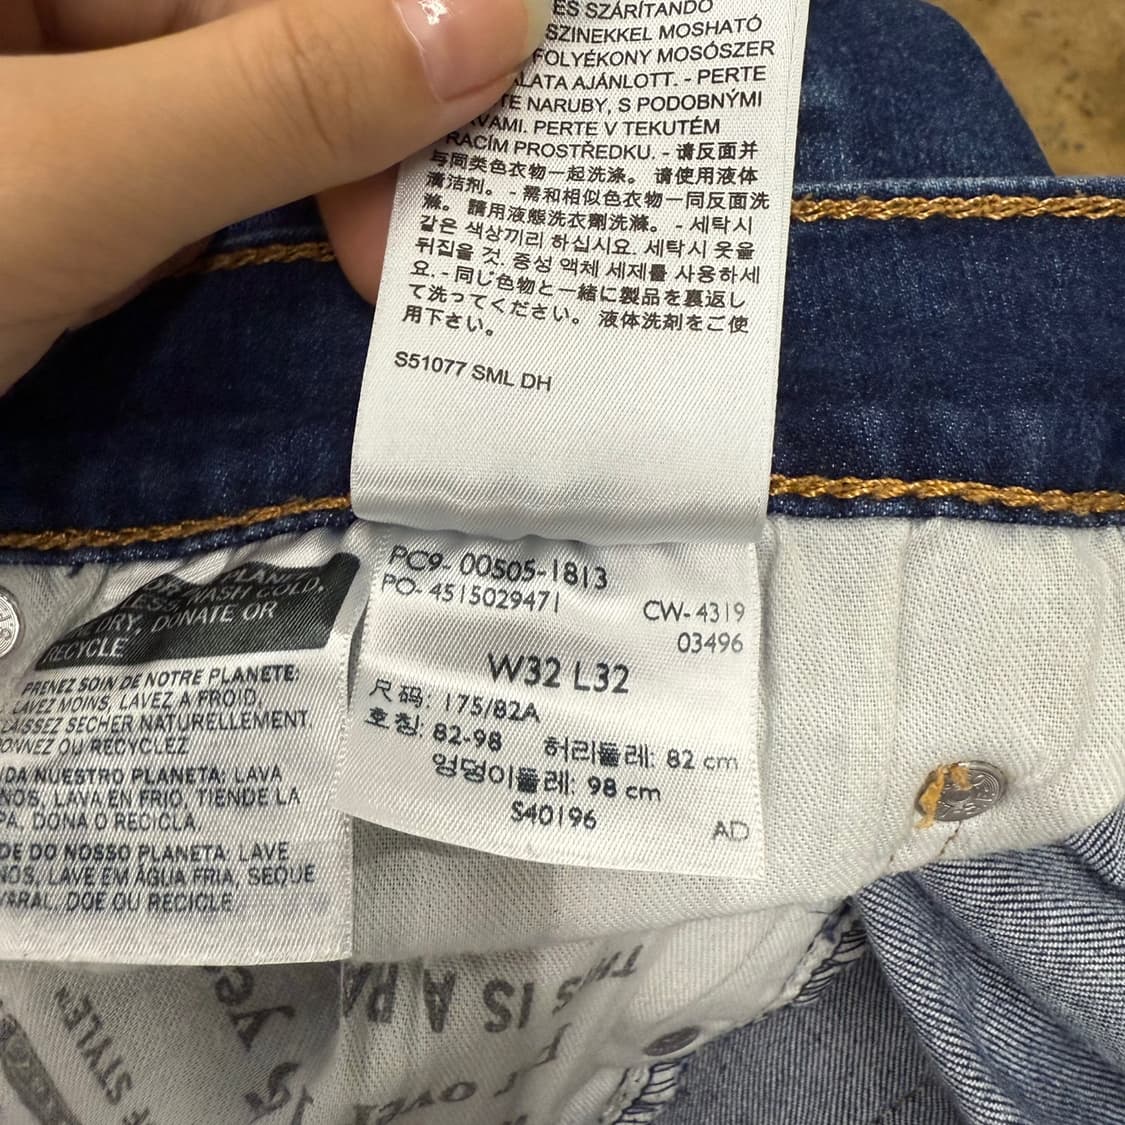 ES SZÁRÍTANDÓ
SZINEKKEL MOSHATÓ
FOLYÉKONY MOSÓSZER
AJÁNLOTT. - PERTE
NARUBY, S PODOBNÝMI
PERTE V TEKUTÉM
PROSTŘEDKU. - 请反面并
与同类色衣物一起洗涤。 请使用液体
清洁剂。 - 需和相似色衣物一同反面洗
滌。 請用液態洗衣劑洗滌。 - 세탁시
같은 색상끼리 하십시요. 세탁시 옷을
뒤집을 것. 중성 액체 세제를 사용하세
요. - 同じ色物と一緒に製品を裏返し
て洗ってください。 液体洗剤をご使
用下さい。
S51077 SML DH
PC9- 00505-1813
PO- 4515029471
CW- 4319
03496
W32 L32
尺码: 175/82A
호칭: 82-98 허리둘레: 82 cm
엉덩이둘레: 98 cm
S40196
AD
WASH COLD,
DRY, DONATE OR
RECYCLE
PRENEZ SOIN DE NOTRE PLANETE:
LAVEZ MOINS, LAVEZ A FROID
LAISSEZ SECHER NATURELLEMENT
DONNEZ OU RECYCLEZ
NUESTRO PLANETA: LAVA
LAVA EN FRIO, TIENDE LA
DONA O RECICLA.
DO NOSSO PLANETA LAVE
LAVE EM ÁGUA FRIA, SEQUE
DOE OU RECICLE
THIS IS A PA
OVER
STYLE